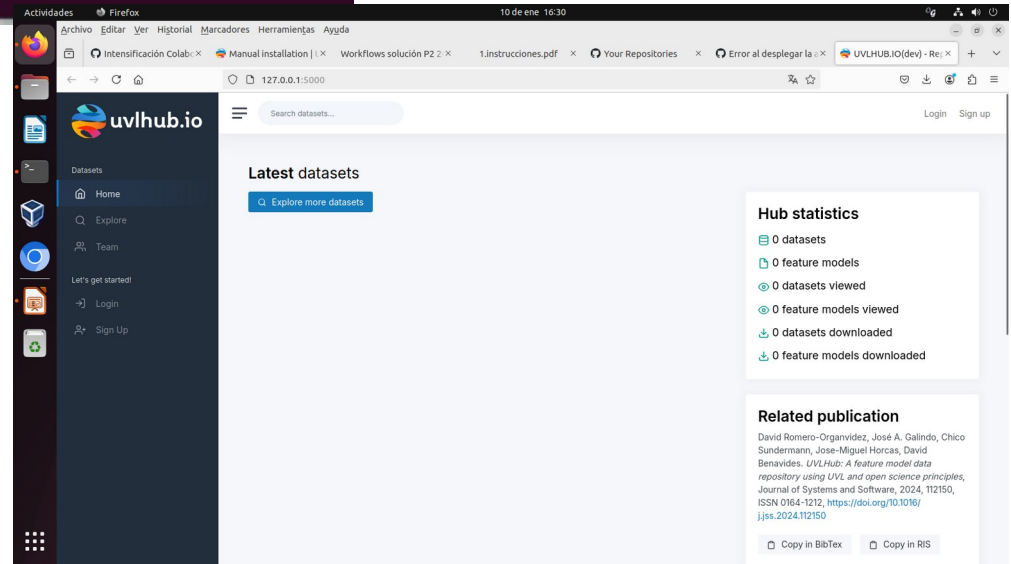 Actividades Firefox 10 de ene 16:30
Archivo Editar Ver Historial Marcadores Herramientas Ayuda
Intensificación Colab Manual installation | Workflows solución P2 2- 1.instrucciones.pdf Your Repositories Error al desplegar la a UVLHUB.IO(dev) - Re
127.0.0.1:5000
uvlhub.io
Search datasets...
Login Sign up
Datasets
Home
Explore
Team
Let's get started!
Login
Sign Up
Latest datasets
Explore more datasets
Hub statistics
0 datasets
0 feature models
0 datasets viewed
0 feature models viewed
0 datasets downloaded
0 feature models downloaded
Related publication
David Romero-Organvidez, José A. Galindo, Chico
Sundermann, Jose-Miguel Horcas, David
Benavides. UVLHub: A feature model data
repository using UVL and open science principles,
Journal of Systems and Software, 2024, 112150,
ISSN 0164-1212, https://doi.org/10.1016/
j.jss.2024.112150
Copy in BibTex Copy in RIS